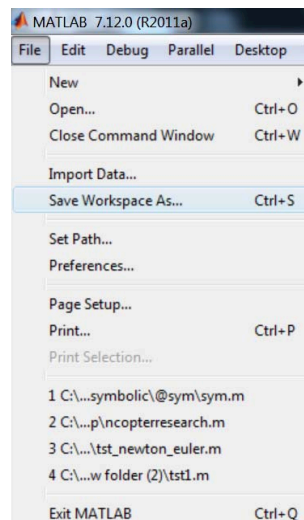 MATLAB 7.12.0 (R2011a)
File Edit Debug Parallel Desktop
New
Open... Ctrl+O
Close Command Window Ctrl+W
Import Data...
Save Workspace As... Ctrl+S
Set Path...
Preferences...
Page Setup...
Print... Ctrl+P
Print Selection...
1 C:\...symbolic\@sym\sym.m
2 C:\...p\ncopterresearch.m
3 C:\...\tst_newton_euler.m
4 C:\...w folder (2)\tst1.m
Exit MATLAB Ctrl+Q